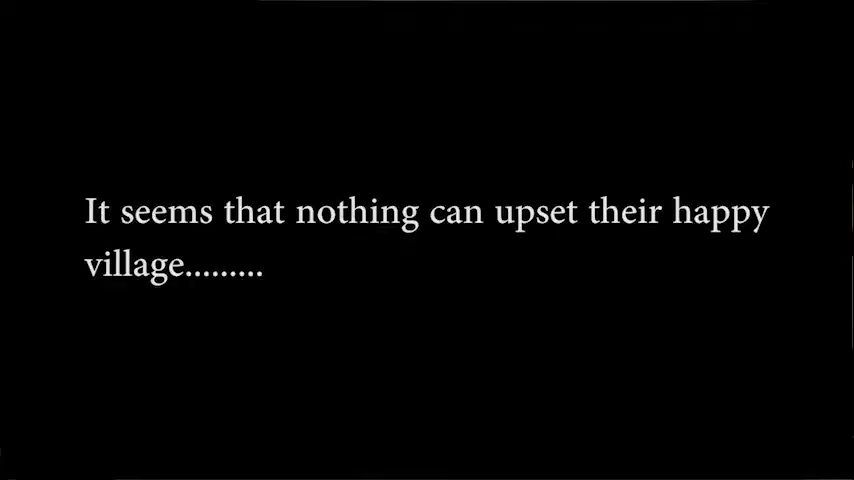 It seems that nothing can upset their happy
village.........